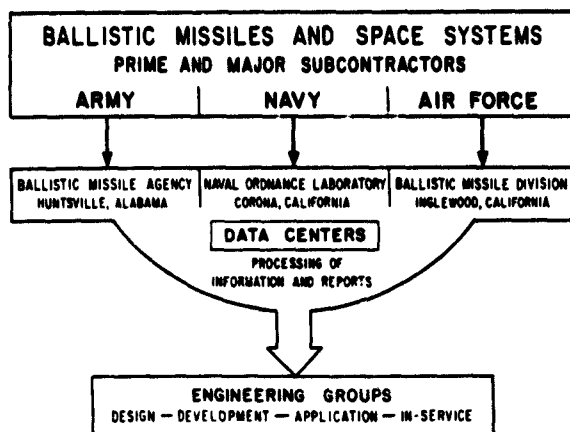 BALLISTIC MISSILES AND SPACE SYSTEMS
PRIME AND MAJOR SUBCONTRACTORS
ARMY NAVY AIR FORCE
BALLISTIC MISSILE AGENCY
HUNTSVILLE, ALABAMA
NAVAL ORDNANCE LABORATORY
CORONA, CALIFORNIA
BALLISTIC MISSILE DIVISION
INGLEWOOD, CALIFORNIA
DATA CENTERS
PROCESSING OF
INFORMATION AND REPORTS
ENGINEERING GROUPS
DESIGN — DEVELOPMENT — APPLICATION — IN-SERVICE